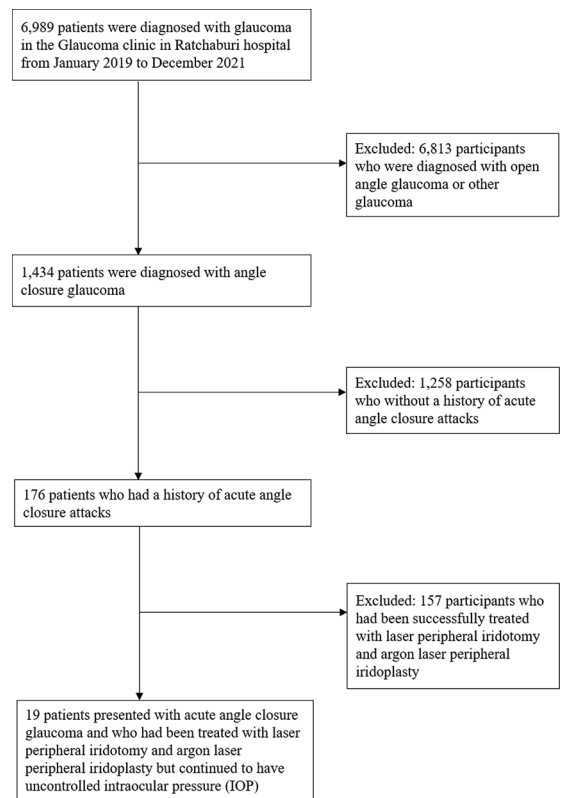 6,989 patients were diagnosed with glaucoma
in the Glaucoma clinic in Ratchaburi hospital
from January 2019 to December 2021
Excluded: 6,813 participants
who were diagnosed with open
angle glaucoma or other
glaucoma
1,434 patients were diagnosed with angle
closure glaucoma
Excluded: 1,258 participants
who without a history of acute
angle closure attacks
176 patients who had a history of acute angle
closure attacks
Excluded: 157 participants who
had been successfully treated
with laser peripheral iridotomy
and argon laser peripheral
iridoplasty
19 patients presented with acute angle closure
glaucoma and who had been treated with laser
peripheral iridotomy and argon laser
peripheral iridoplasty but continued to have
uncontrolled intraocular pressure (IOP)